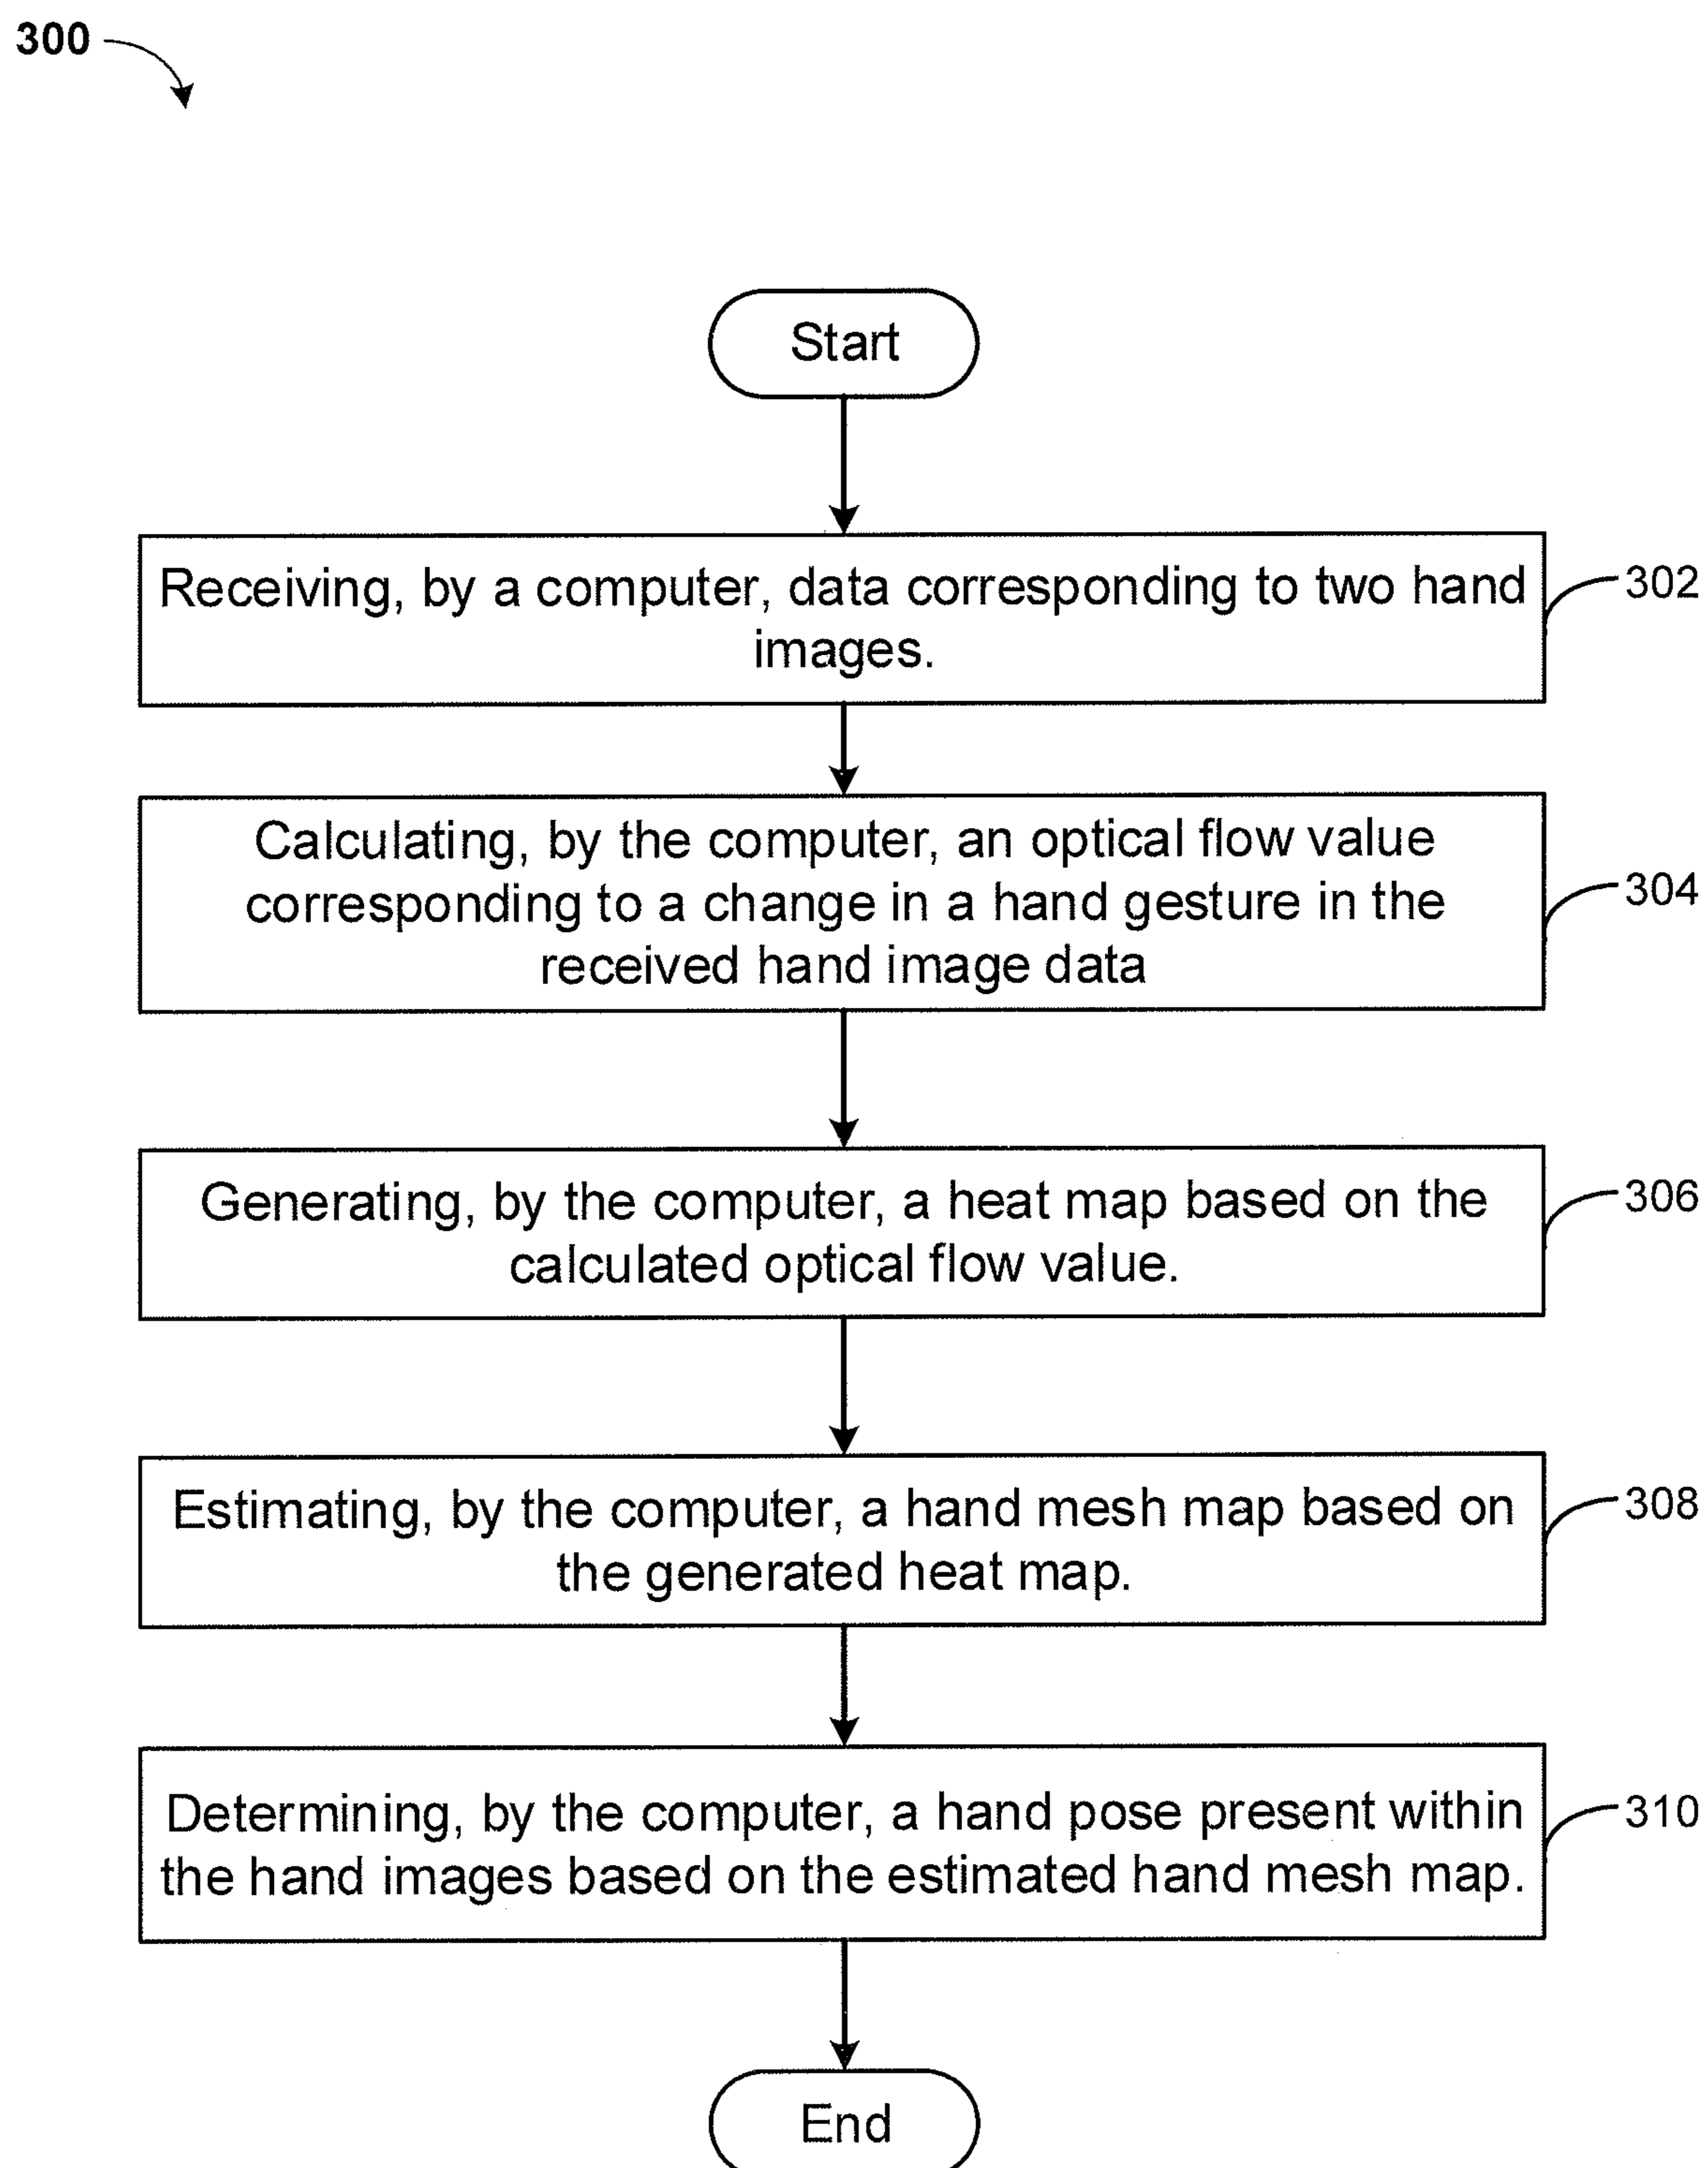 300
Start
Receiving, by a computer, data corresponding to two hand
images.
302
Calculating, by the computer, an optical flow value
corresponding to a change in a hand gesture in the
received hand image data
304
Generating, by the computer, a heat map based on the
calculated optical flow value.
306
Estimating, by the computer, a hand mesh map based on
the generated heat map.
308
Determining, by the computer, a hand pose present within
the hand images based on the estimated hand mesh map.
310
End